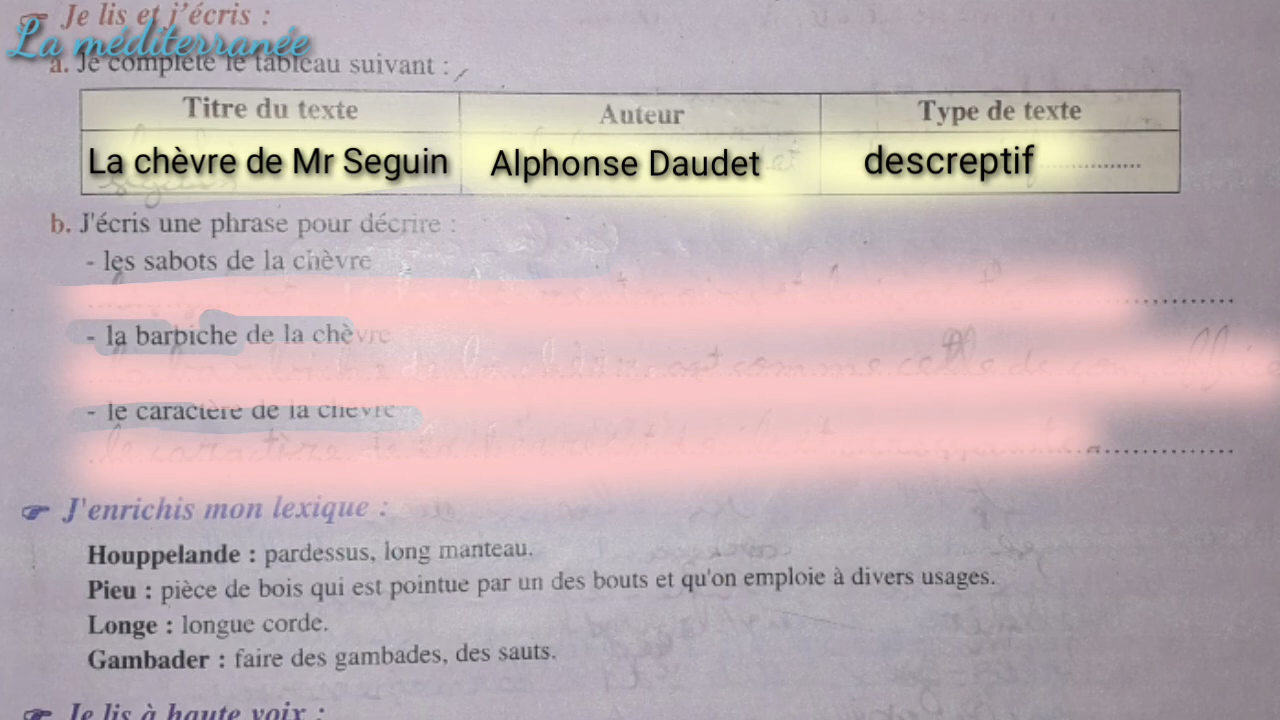 ☞ Je lis et j'écris :
La méditerranée
a. Je complète le tableau suivant :
Titre du texte Auteur Type de texte
La chèvre de Mr Seguin Alphonse Daudet descreptif ..............
b. J'écris une phrase pour décrire :
- les sabots de la chèvre
- la barbiche de la chèvre
- le caractère de la chèvre
☞ J'enrichis mon lexique :
Houppelande : pardessus, long manteau.
Pieu : pièce de bois qui est pointue par un des bouts et qu'on emploie à divers usages.
Longe : longue corde.
Gambader : faire des gambades, des sauts.
☞ Je lis à haute voix :